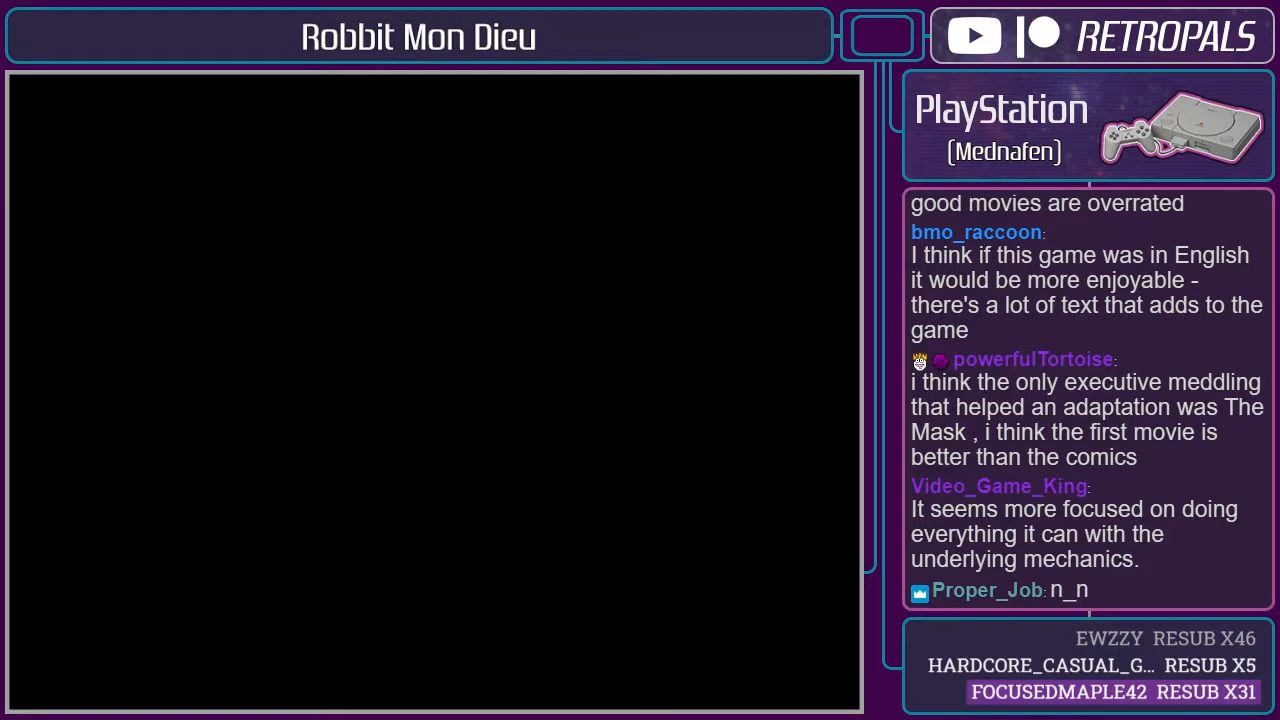 Robbit Mon Dieu
RETROPALS
PlayStation
(Mednafen)
good movies are overrated
bmo_raccoon:
I think if this game was in English
it would be more enjoyable -
there's a lot of text that adds to the
game
powerfulTortoise:
i think the only executive meddling
that helped an adaptation was The
Mask , i think the first movie is
better than the comics
Video_Game_King:
It seems more focused on doing
everything it can with the
underlying mechanics.
Proper_Job: n_n
EWZZY RESUB X46
HARDCORE_CASUAL_G... RESUB X5
FOCUSEDMAPLE42 RESUB X31